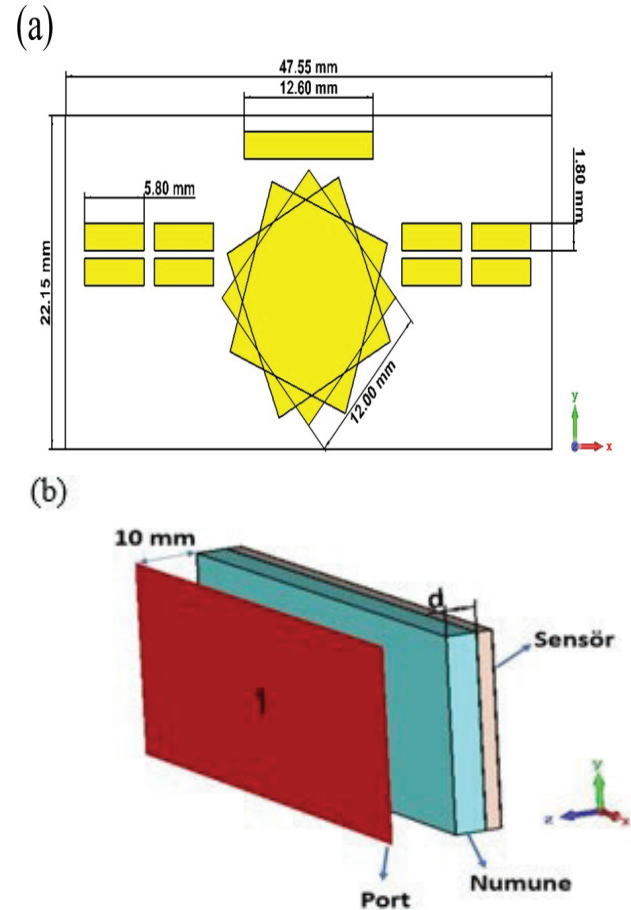 (a)
47.55 mm
12.60 mm
5.80 mm
1.80 mm
22.15 mm
12.00 mm
y
x
(b)
10 mm
d
Sensör
1
y
z
x
Numune
Port